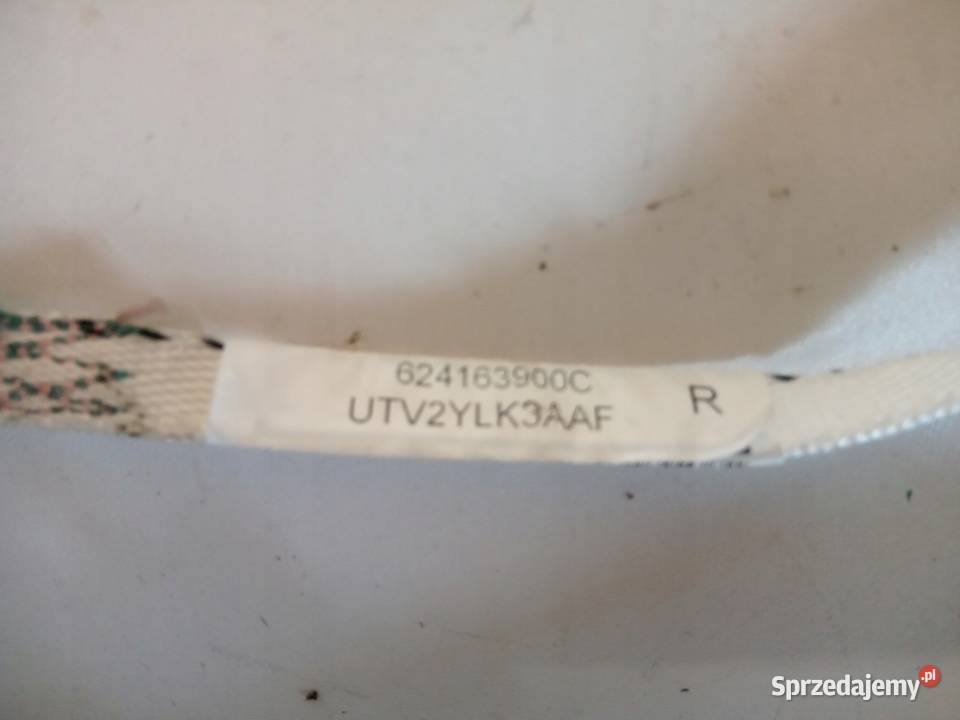 624163900C
UTV2YLK3AAF
R
Sprzedajemy.pl